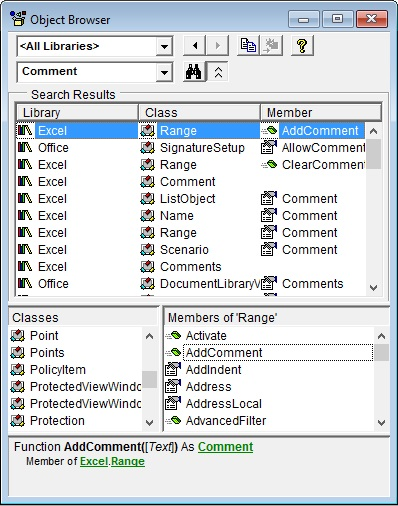 Object Browser
<All Libraries>
Comment
Search Results
Library Class Member
Excel Range AddComment
Office SignatureSetup AllowComment
Excel Range ClearComment
Excel Comment
Excel ListObject Comment
Excel Name Comment
Excel Range Comment
Excel Scenario Comment
Excel Comments
Office DocumentLibraryV Comments
Classes Members of 'Range'
Point Activate
Points AddComment
PolicyItem AddIndent
ProtectedViewWindo Address
ProtectedViewWindo AddressLocal
Protection AdvancedFilter
Function AddComment([Text]) As Comment
Member of Excel.Range